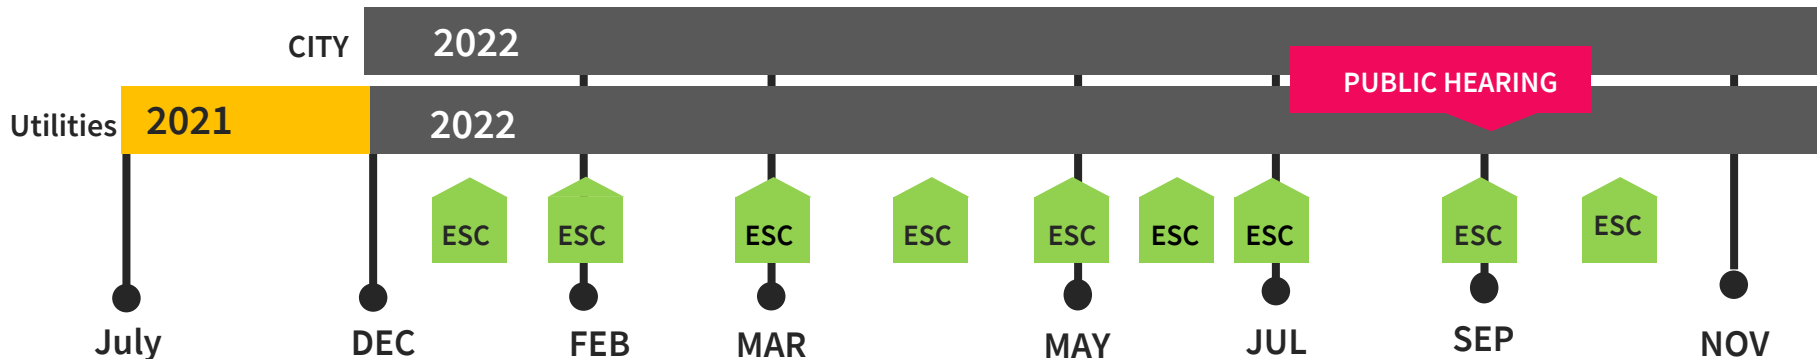 CITY 2022
PUBLIC HEARING
Utilities 2021 2022
ESC ESC ESC ESC ESC ESC ESC ESC ESC
July DEC FEB MAR MAY JUL SEP NOV